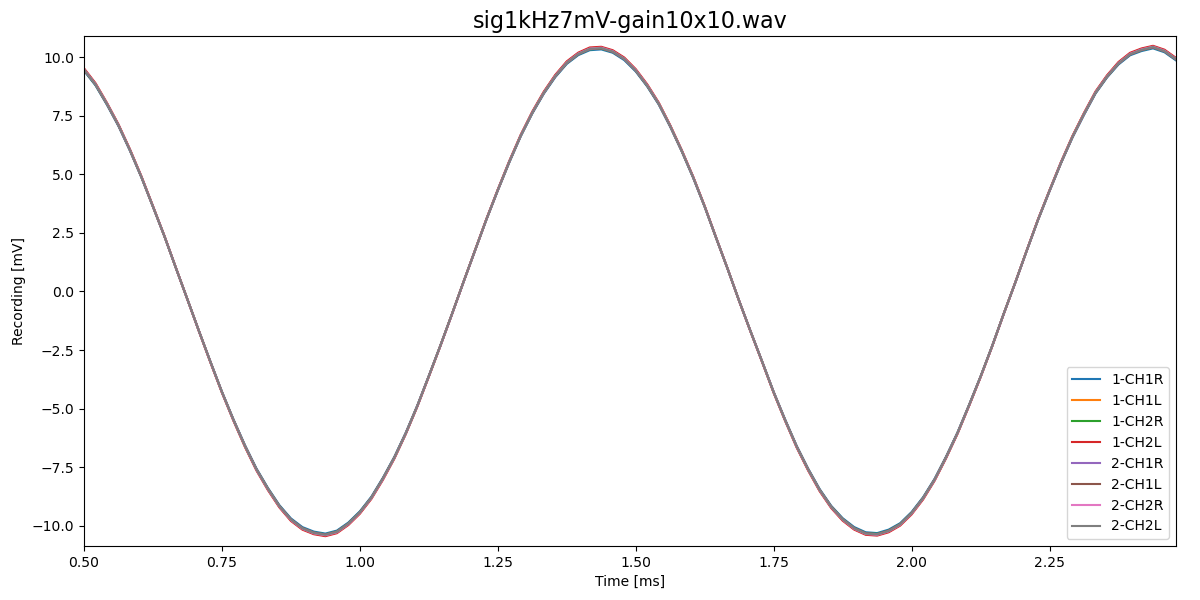 sig1kHz7mV-gain10x10.wav
10.0
7.5
5.0
2.5
0.0
−2.5
−5.0
−7.5
−10.0
Recording [mV]
1-CH1R
1-CH1L
1-CH2R
1-CH2L
2-CH1R
2-CH1L
2-CH2R
2-CH2L
0.50 0.75 1.00 1.25 1.50 1.75 2.00 2.25
Time [ms]